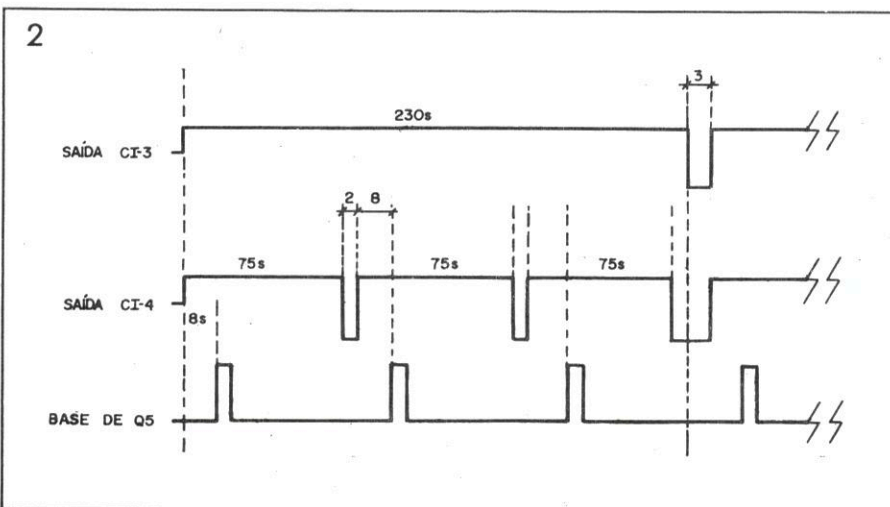 2
3
230s
SAÍDA CI-3
2 8
75s 75s 75s
SAÍDA CI-4
8s
BASE DE Q5